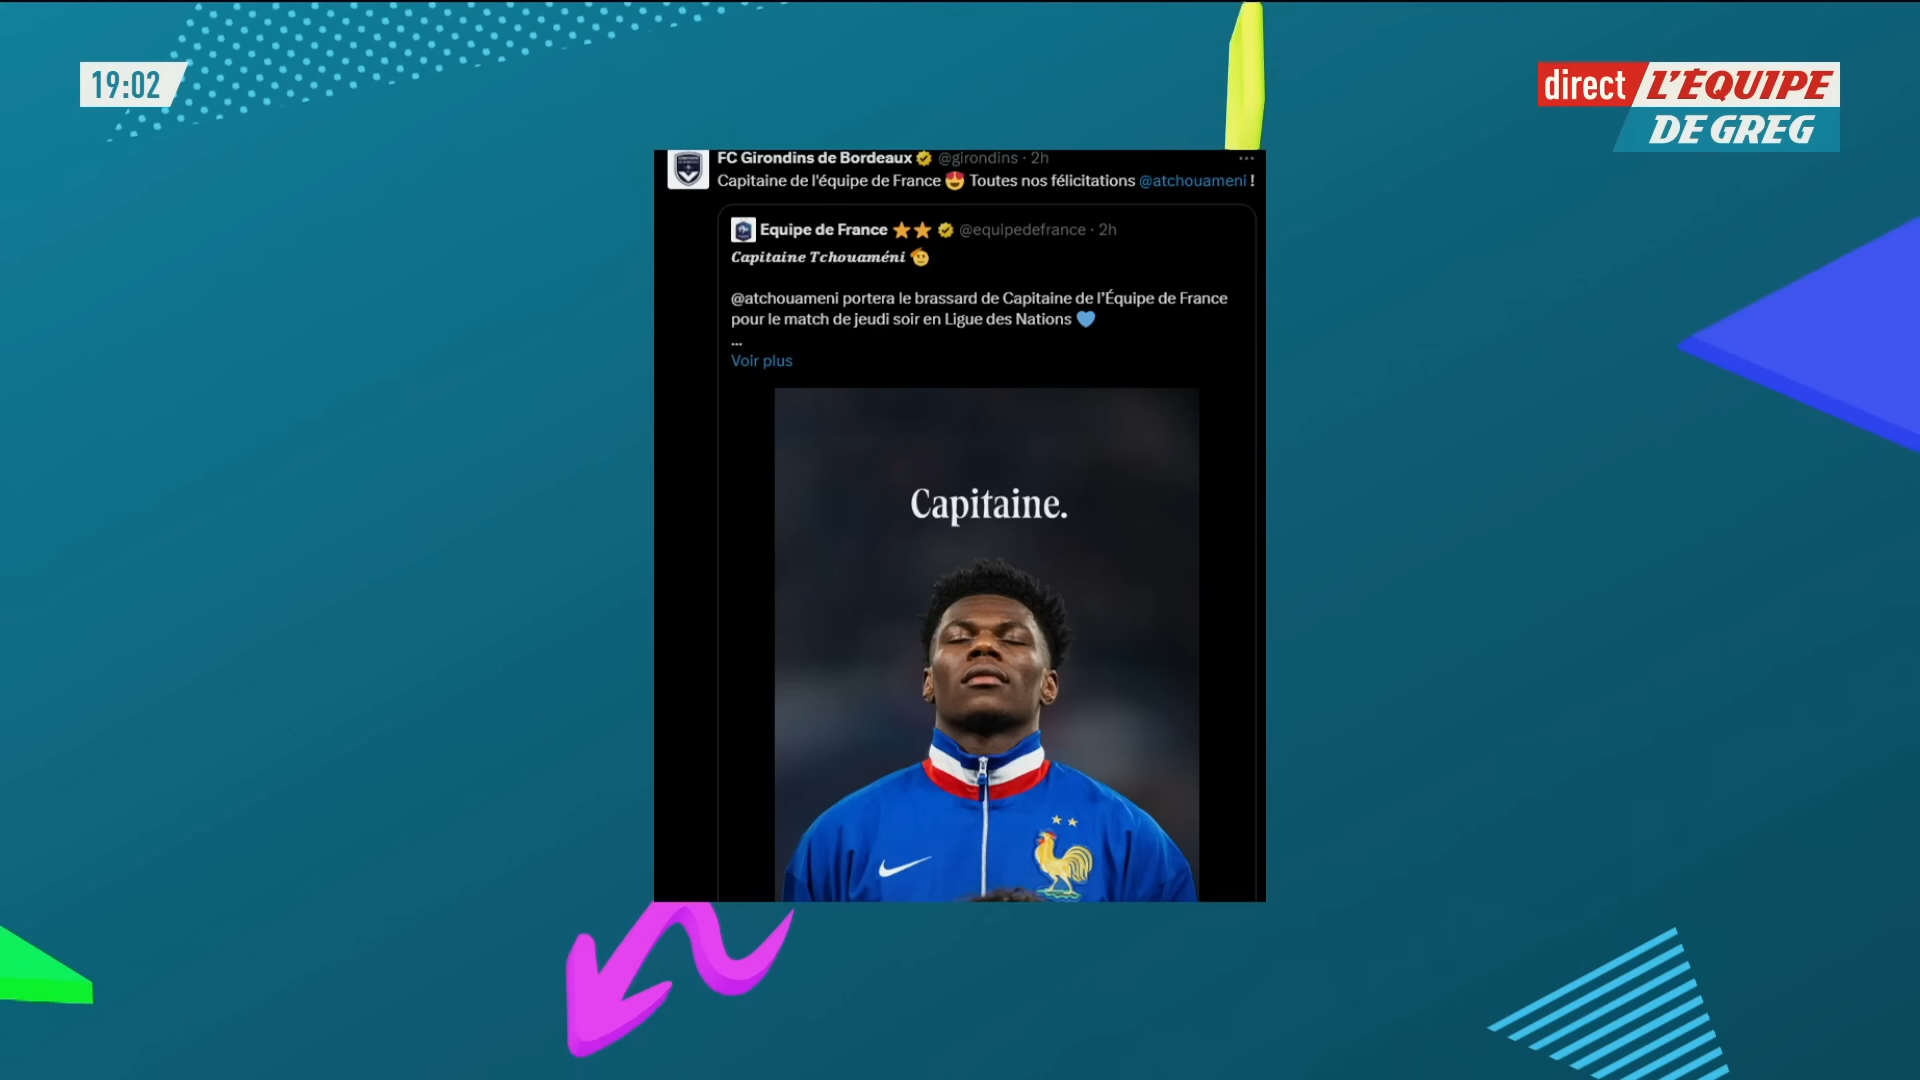 19:02
direct L'ÉQUIPE
DE GREG
FC Girondins de Bordeaux @girondins · 2h
Capitaine de l'équipe de France 😍 Toutes nos félicitations @atchouameni !
Equipe de France ⭐⭐ @equipedefrance · 2h
Capitaine Tchouaméni 🫡
@atchouameni portera le brassard de Capitaine de l'Équipe de France
pour le match de jeudi soir en Ligue des Nations 💙
...
Voir plus
Capitaine.